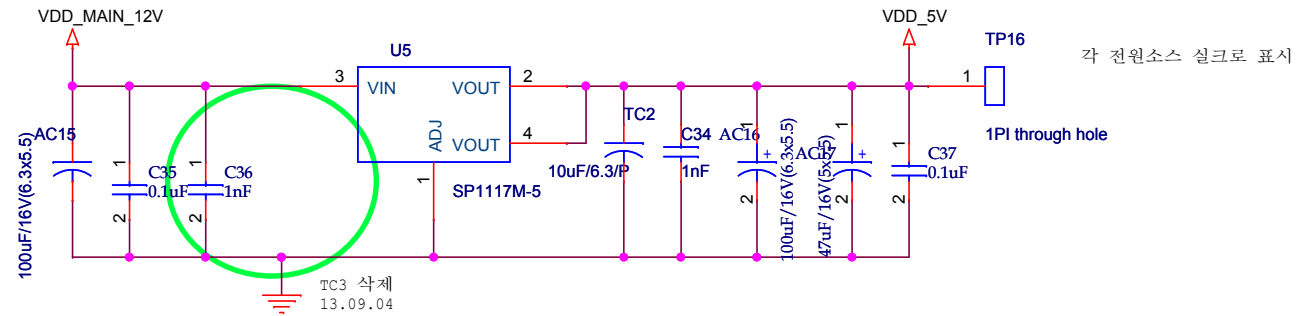 VDD_MAIN_12V
VDD_5V
U5
TP16
각 전원소스 실크로 표시
3
VIN
VOUT
2
1
AC15
ADJ
VOUT
4
TC2
C34
AC16
1
AC17
1
1PI through hole
100uF/16V(6.3x5.5)
1
C35
0.1uF
2
1
C36
1nF
2
1
SP1117M-5
10uF/6.3/P
1nF
+
2
100uF/16V(6.3x5.5)
+
2
47uF/16V(5x5.5)
1
C37
0.1uF
2
TC3 삭제
13.09.04